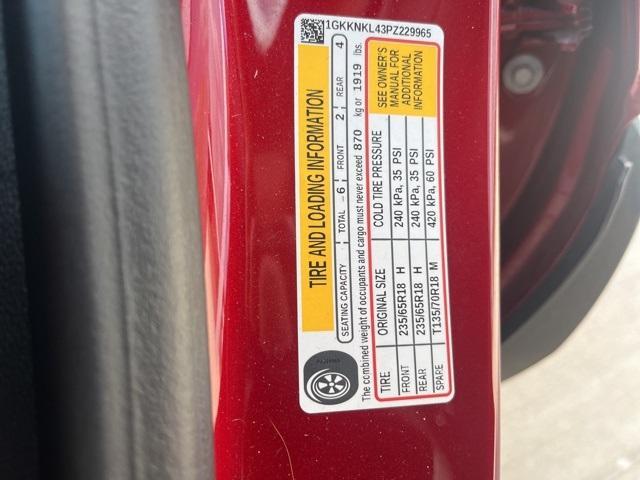 1GKKNKL43PZ229965
TIRE AND LOADING INFORMATION
SEATING CAPACITY TOTAL 6 FRONT 2 REAR 4
The combined weight of occupants and cargo must never exceed 870 kg or 1919 lbs.
TIRE ORIGINAL SIZE COLD TIRE PRESSURE
FRONT 235/65R18 H 240 kPa, 35 PSI
REAR 235/65R18 H 240 kPa, 35 PSI
SPARE T135/70R18 M 420 kPa, 60 PSI
SEE OWNER'S
MANUAL FOR
ADDITIONAL
INFORMATION